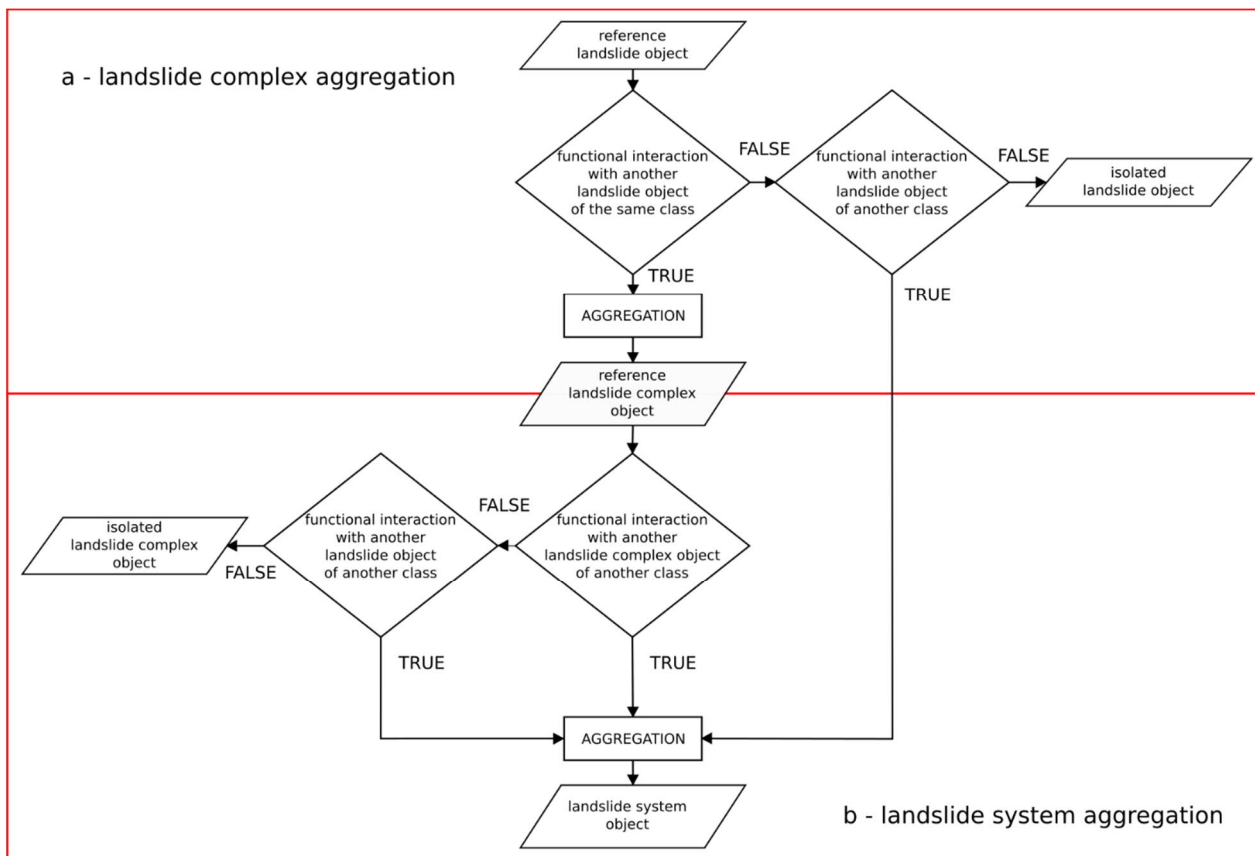 reference
landslide object
a - landslide complex aggregation
functional interaction
with another
landslide object
of the same class
FALSE
functional interaction
with another
landslide object
of another class
FALSE
isolated
landslide object
TRUE
TRUE
AGGREGATION
reference
landslide complex
object
functional interaction
with another
landslide complex object
of another class
FALSE
functional interaction
with another
landslide object
of another class
FALSE
isolated
landslide complex
object
TRUE
TRUE
AGGREGATION
landslide system
object
b - landslide system aggregation